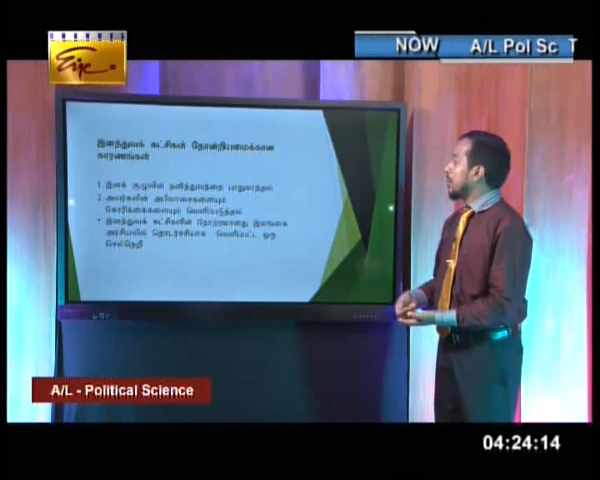 CHANNEL
Eye
NOW A/L Pol Sc T
இனத்துவக் கட்சிகள் தோன்றியமைக்கான
காரணங்கள்
1. இனக் குழுவின் தனித்துவத்தை பாதுகாத்தல்
2. அவர்களின் அபிலாசைகளையும்
கோரிக்கைகளையும் வெளிப்படுத்தல்
• இனத்துவக் கட்சிகளின் தோற்றமானது இலங்கை
அரசியலில் தொடர்ச்சியாக வெளிப்பட்ட ஒரு
செய்நெறி
A/L - Political Science
04:24:14